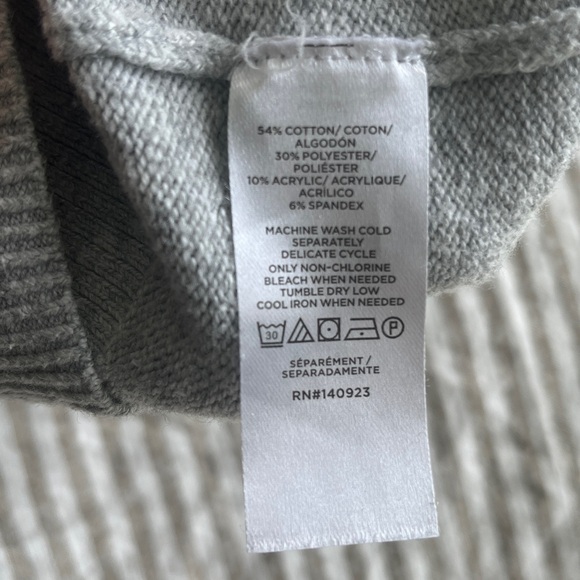 54% COTTON/ COTON/
ALGODÓN
30% POLYESTER/
POLIÉSTER
10% ACRYLIC/ ACRYLIQUE/
ACRÍLICO
6% SPANDEX
MACHINE WASH COLD
SEPARATELY
DELICATE CYCLE
ONLY NON-CHLORINE
BLEACH WHEN NEEDED
TUMBLE DRY LOW
COOL IRON WHEN NEEDED
30 P
SÉPARÉMENT /
SEPARADAMENTE
RN#140923